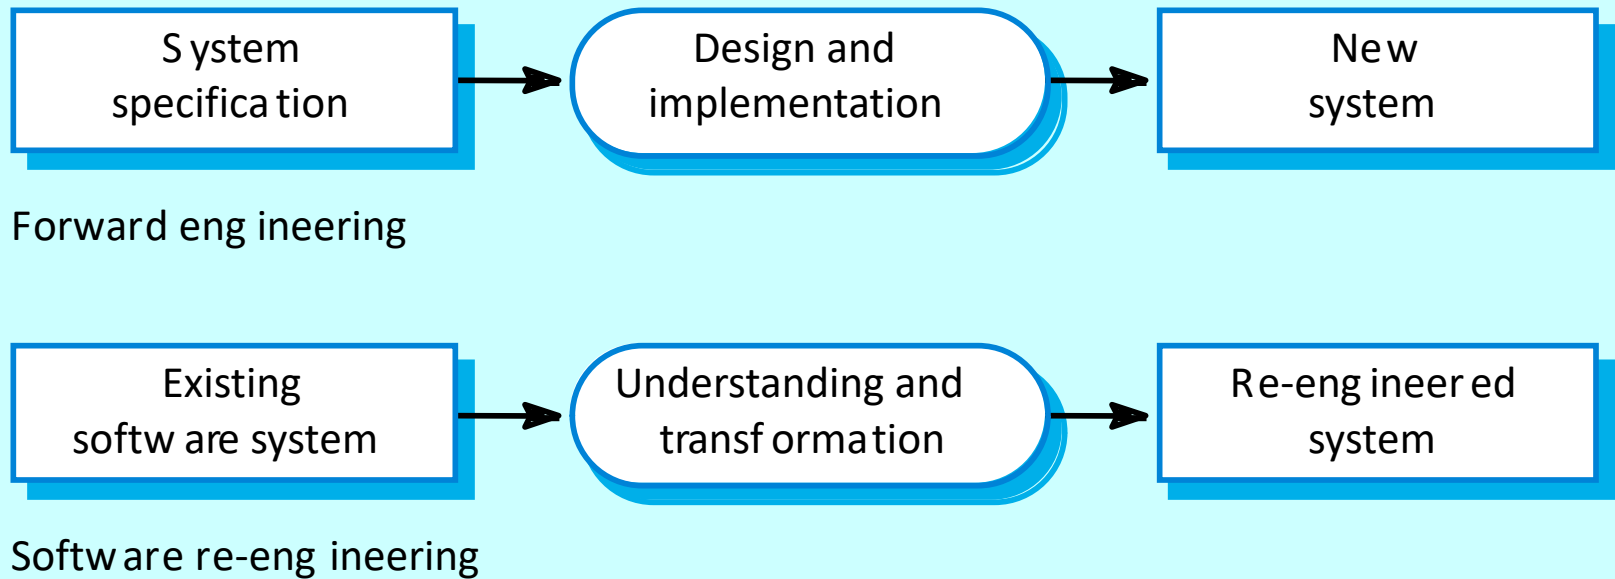 System
specification
Design and
implementation
New
system
Forward engineering
Existing
software system
Understanding and
transformation
Re-engineered
system
Software re-engineering